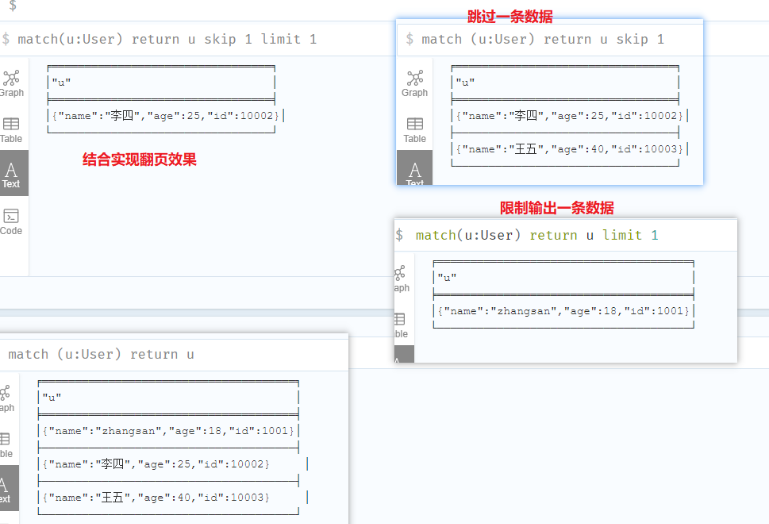 $
$ match(u:User) return u skip 1 limit 1
Graph
Table
A
Text
Code
"u"
{"name":"李四","age":25,"id":10002}
结合实现翻页效果
跳过一条数据
$ match (u:User) return u skip 1
Graph
Table
A
Text
"u"
{"name":"李四","age":25,"id":10002}
{"name":"王五","age":40,"id":10003}
限制输出一条数据
$ match(u:User) return u limit 1
aph
ble
"u"
{"name":"zhangsan","age":18,"id":1001}
match (u:User) return u
aph
ble
A
ext
"u"
{"name":"zhangsan","age":18,"id":1001}
{"name":"李四","age":25,"id":10002}
{"name":"王五","age":40,"id":10003}